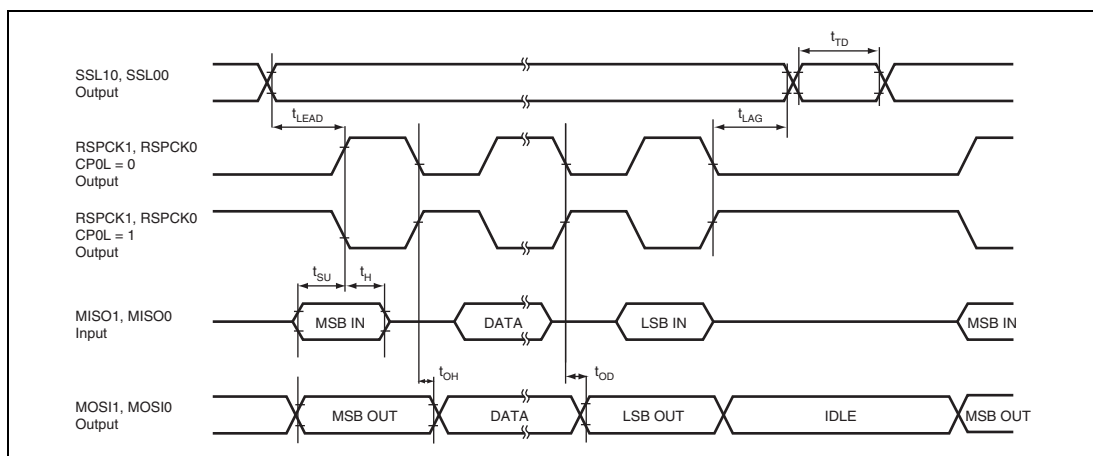 t_TD
SSL10, SSL00
Output
t_LEAD
t_LAG
RSPCK1, RSPCK0
CP0L = 0
Output
RSPCK1, RSPCK0
CP0L = 1
Output
t_SU
t_H
MISO1, MISO0
Input
MSB IN
DATA
LSB IN
MSB IN
t_OH
t_OD
MOSI1, MOSI0
Output
MSB OUT
DATA
LSB OUT
IDLE
MSB OUT